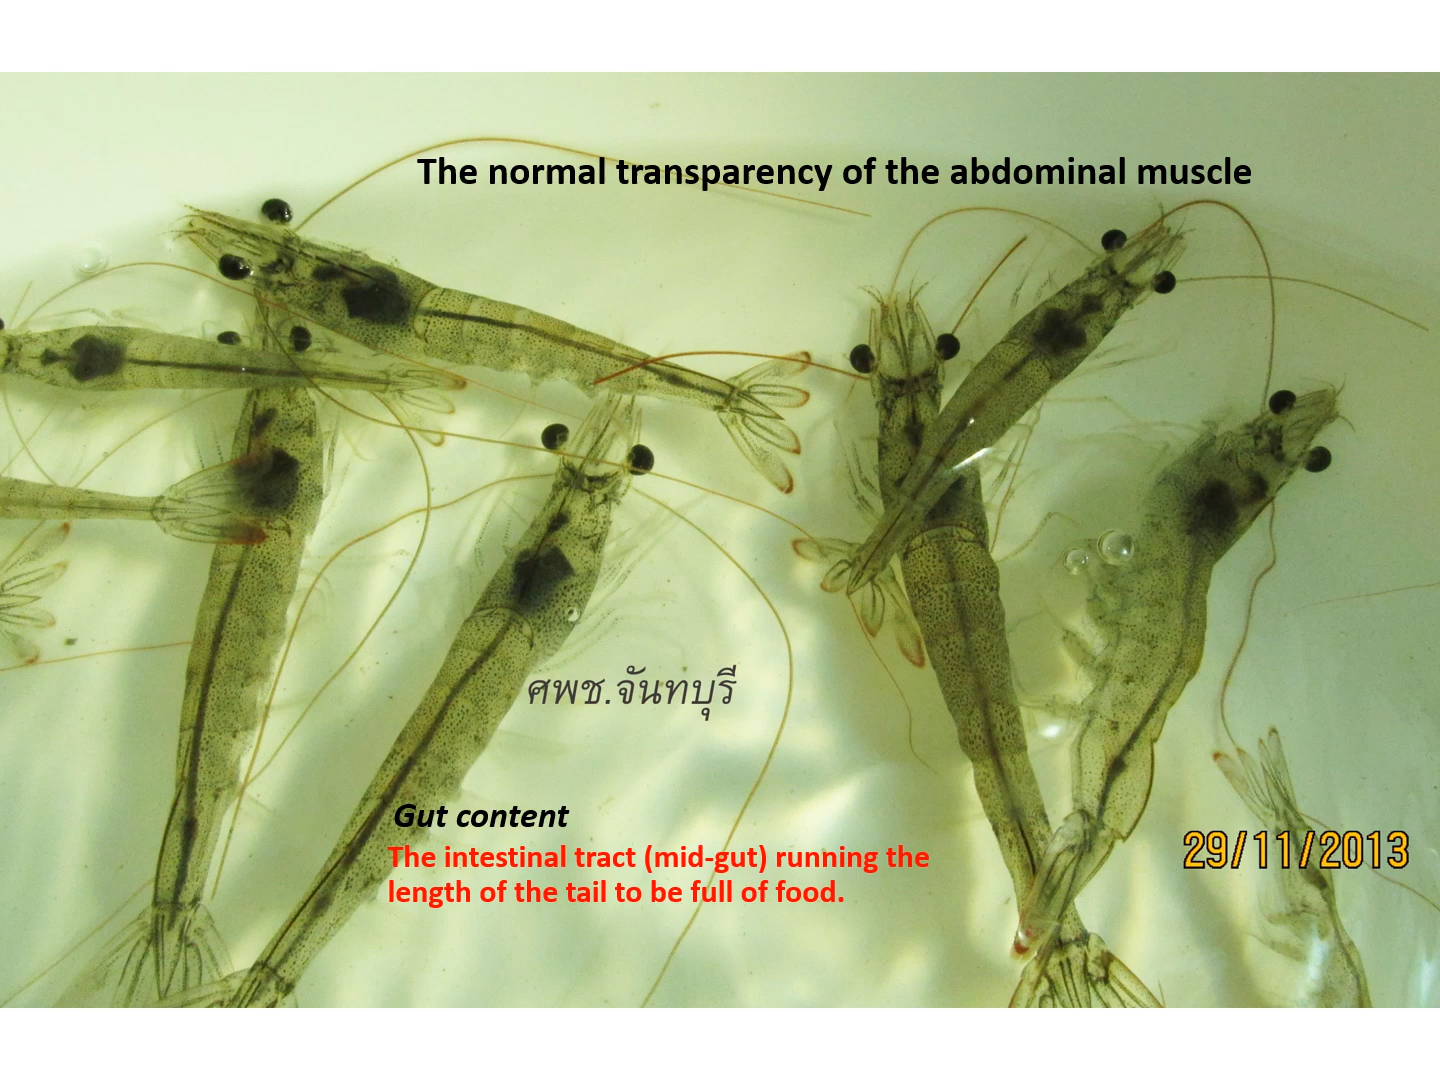 The normal transparency of the abdominal muscle
ศพช.จันทบุรี
Gut content
The intestinal tract (mid-gut) running the
length of the tail to be full of food.
29/11/2013